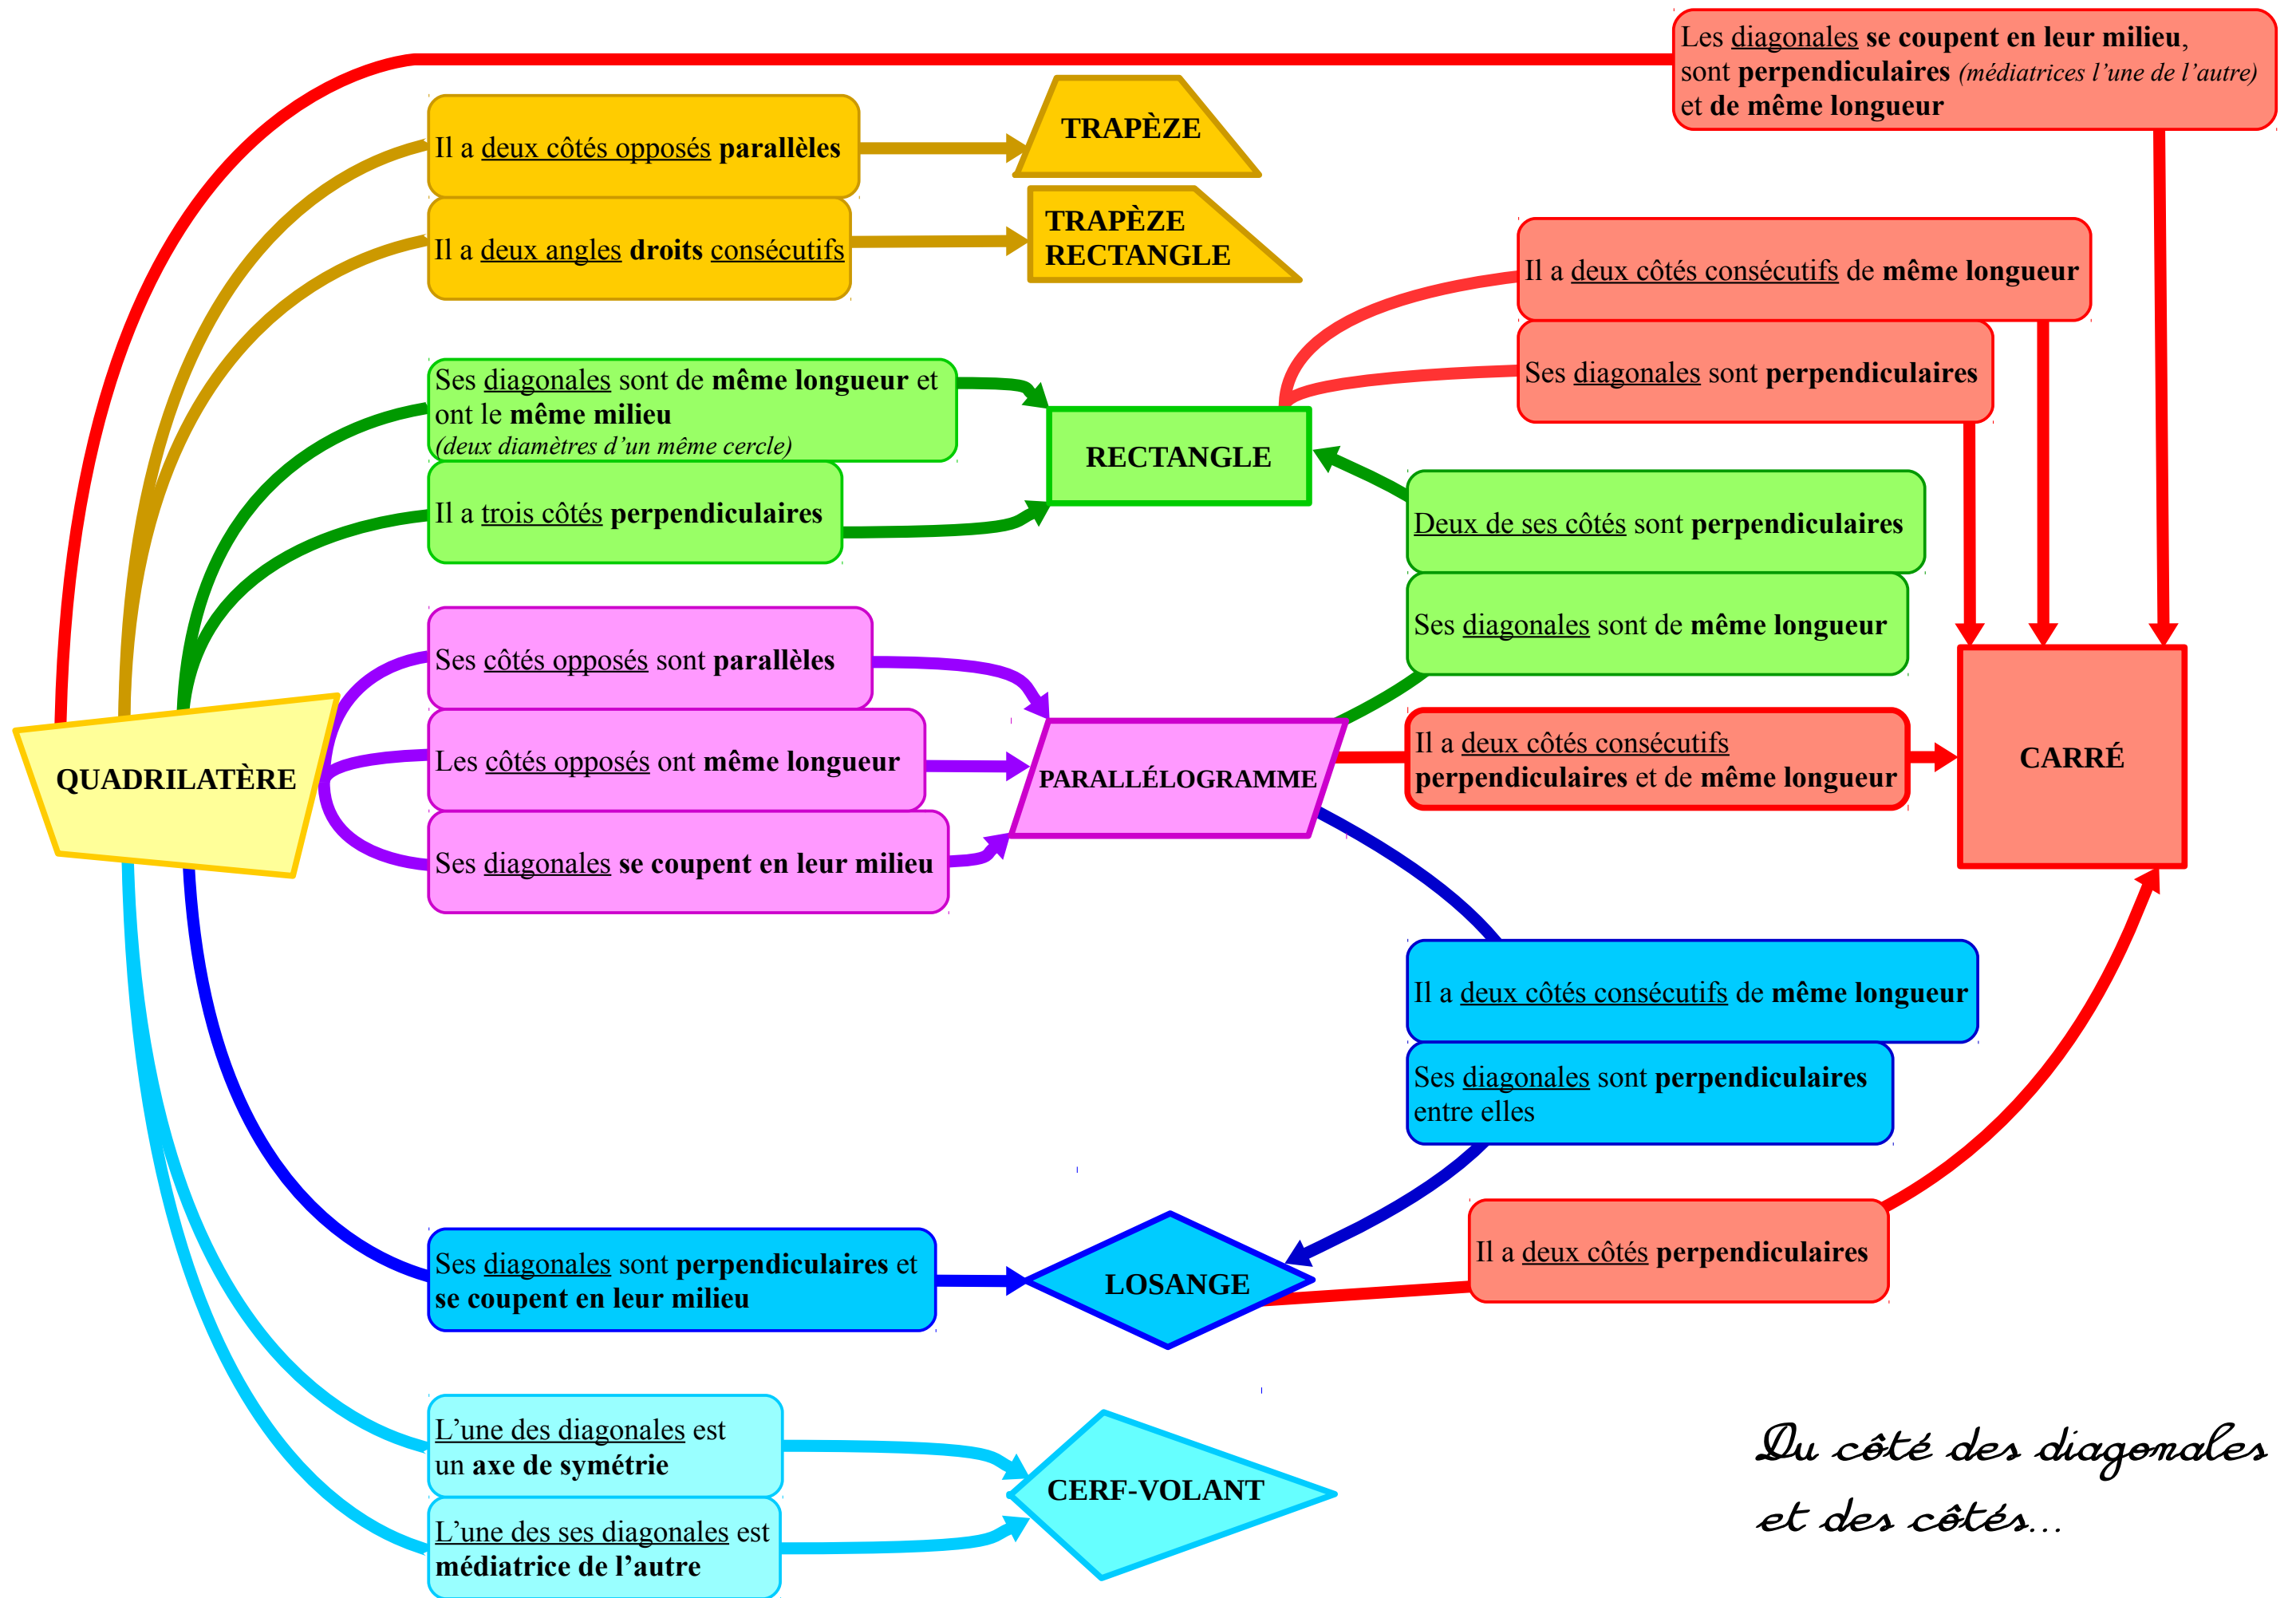 Les diagonales se coupent en leur milieu,
sont perpendiculaires (médiatrices l’une de l’autre)
et de même longueur
Il a deux côtés opposés parallèles
TRAPÈZE
Il a deux angles droits consécutifs
TRAPÈZE
RECTANGLE
Il a deux côtés consécutifs de même longueur
Ses diagonales sont perpendiculaires
Ses diagonales sont de même longueur et
ont le même milieu
(deux diamètres d’un même cercle)
Il a trois côtés perpendiculaires
RECTANGLE
Deux de ses côtés sont perpendiculaires
Ses diagonales sont de même longueur
Ses côtés opposés sont parallèles
Les côtés opposés ont même longueur
Ses diagonales se coupent en leur milieu
QUADRILATÈRE
PARALLÉLOGRAMME
Il a deux côtés consécutifs
perpendiculaires et de même longueur
CARRÉ
Il a deux côtés consécutifs de même longueur
Ses diagonales sont perpendiculaires
entre elles
Ses diagonales sont perpendiculaires et
se coupent en leur milieu
LOSANGE
Il a deux côtés perpendiculaires
L’une des diagonales est
un axe de symétrie
L’une des ses diagonales est
médiatrice de l’autre
CERF-VOLANT
Du côté des diagonales
et des côtés...